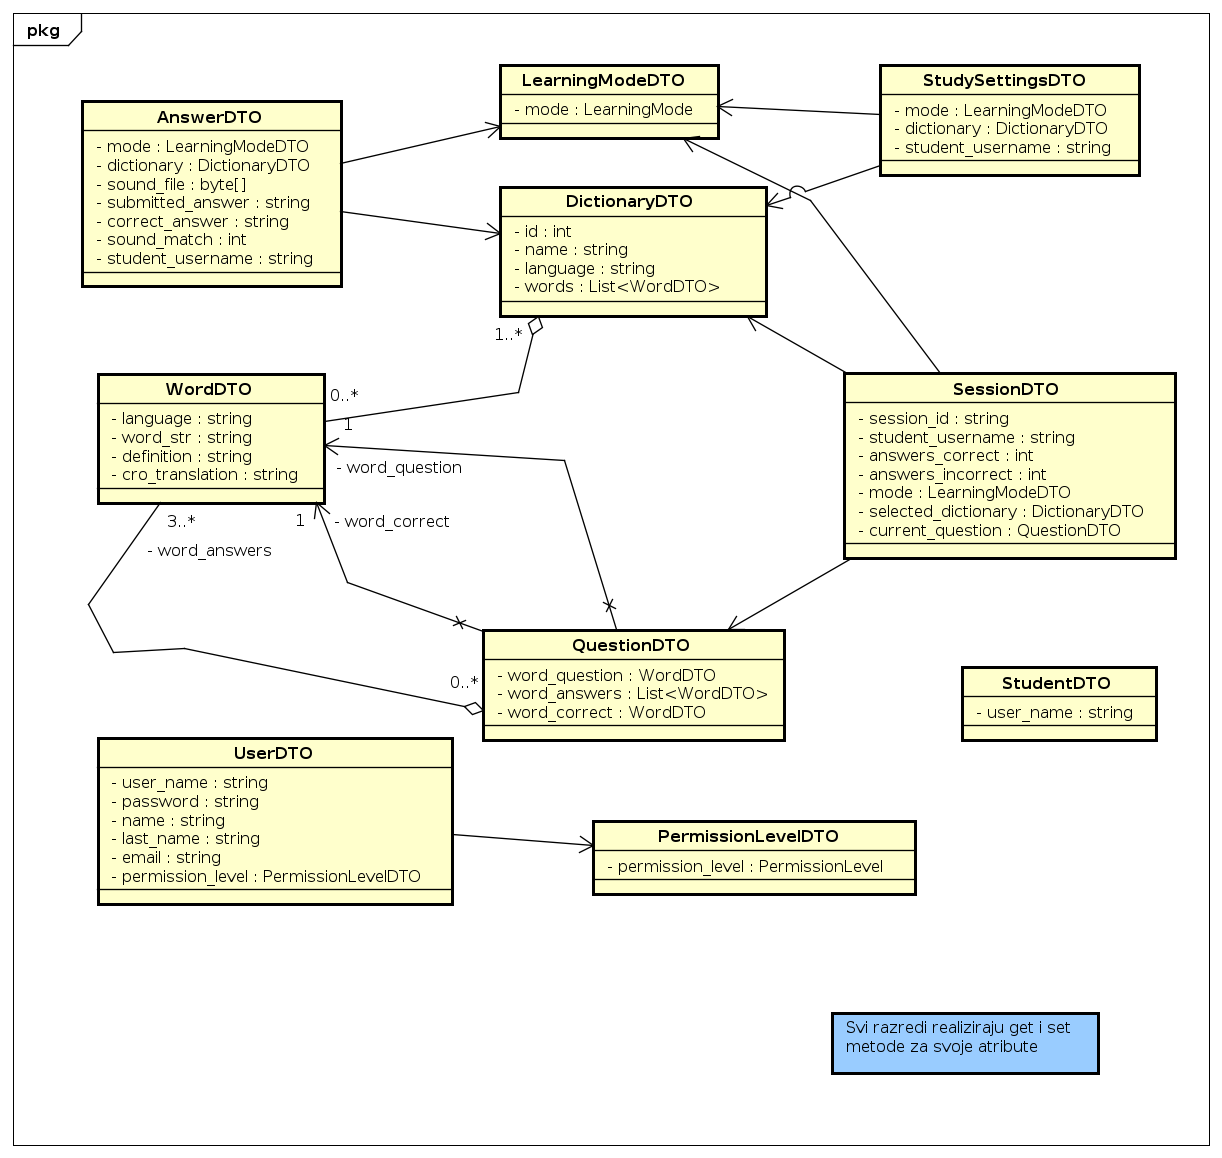 pkg
LearningModeDTO
- mode : LearningMode
StudySettingsDTO
- mode : LearningModeDTO
- dictionary : DictionaryDTO
- student_username : string
AnswerDTO
- mode : LearningModeDTO
- dictionary : DictionaryDTO
- sound_file : byte[]
- submitted_answer : string
- correct_answer : string
- sound_match : int
- student_username : string
DictionaryDTO
- id : int
- name : string
- language : string
- words : List<WordDTO>
1..*
0..*
1
WordDTO
- language : string
- word_str : string
- definition : string
- cro_translation : string
- word_question
3..*
1
- word_correct
- word_answers
SessionDTO
- session_id : string
- student_username : string
- answers_correct : int
- answers_incorrect : int
- mode : LearningModeDTO
- selected_dictionary : DictionaryDTO
- current_question : QuestionDTO
QuestionDTO
- word_question : WordDTO
- word_answers : List<WordDTO>
- word_correct : WordDTO
0..*
StudentDTO
- user_name : string
UserDTO
- user_name : string
- password : string
- name : string
- last_name : string
- email : string
- permission_level : PermissionLevelDTO
PermissionLevelDTO
- permission_level : PermissionLevel
Svi razredi realiziraju get i set
metode za svoje atribute